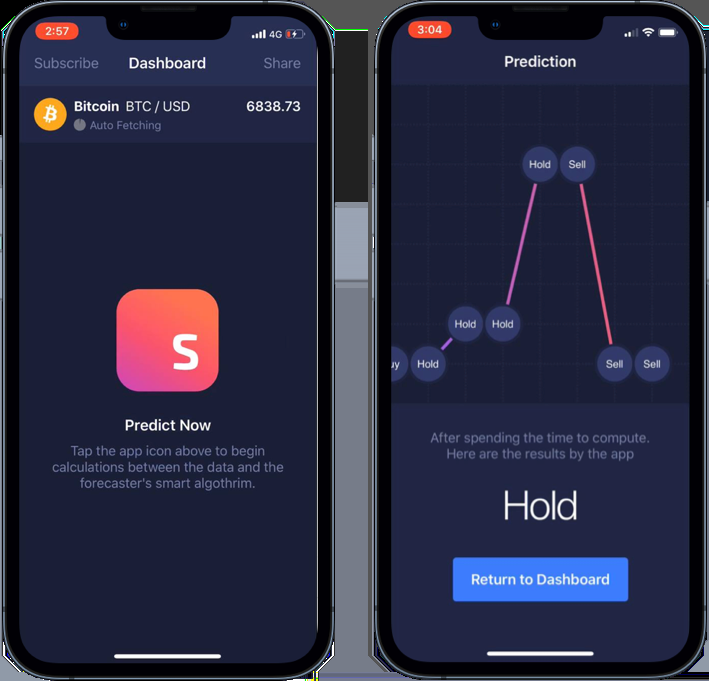 2:57
4G
Subscribe
Dashboard
Share
Bitcoin BTC / USD
6838.73
Auto Fetching
S
Predict Now
Tap the app icon above to begin
calculations between the data and the
forecaster's smart algothrim.
3:04
Prediction
Hold
Sell
Hold
Hold
uy
Hold
Sell
Sell
After spending the time to compute.
Here are the results by the app
Hold
Return to Dashboard